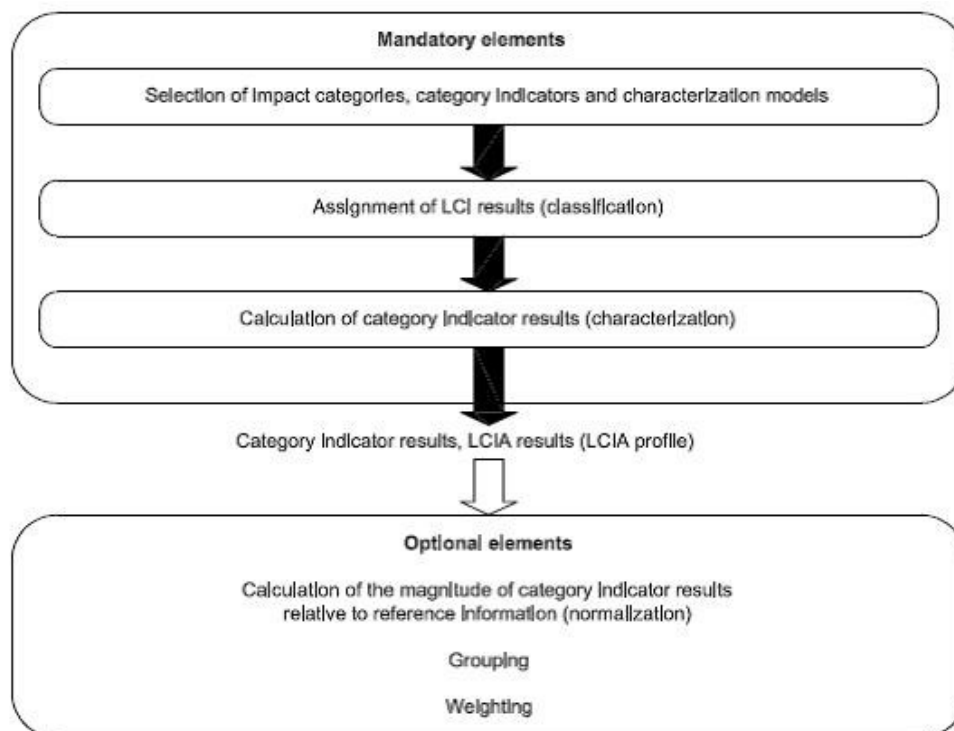 Mandatory elements
Selection of impact categories, category indicators and characterization models
Assignment of LCI results (classification)
Calculation of category indicator results (characterization)
Category indicator results, LCIA results (LCIA profile)
Optional elements
Calculation of the magnitude of category indicator results
relative to reference information (normalization)
Grouping
Weighting